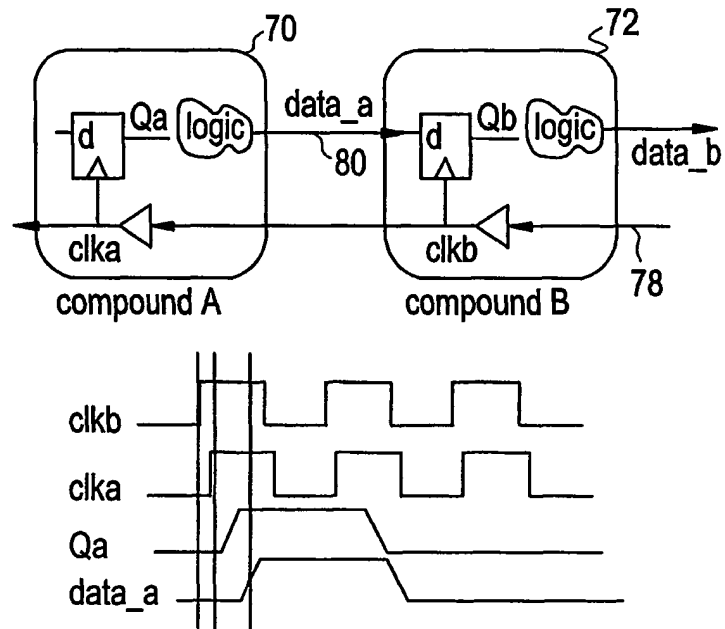 70
72
d
Qa
logic
data_a
80
d
Qb
logic
data_b
clka
clkb
78
compound A
compound B
clkb
clka
Qa
data_a